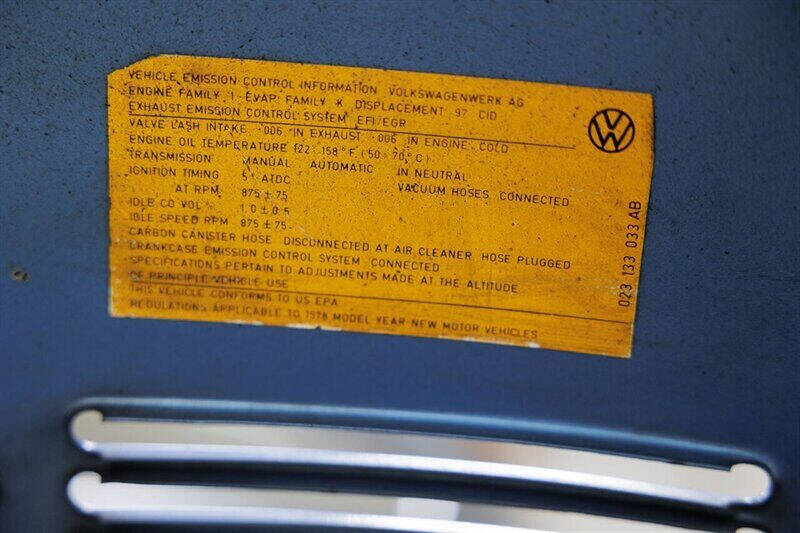 VEHICLE EMISSION CONTROL INFORMATION VOLKSWAGENWERK AG
ENGINE FAMILY 1 EVAP. FAMILY K DISPLACEMENT 97 CID
EXHAUST EMISSION CONTROL SYSTEM EFI/EGR
VALVE LASH INTAKE .006" IN EXHAUST .006" IN ENGINE COLD
ENGINE OIL TEMPERATURE 122-158°F (50-70°C)
TRANSMISSION MANUAL AUTOMATIC IN NEUTRAL
IGNITION TIMING 5° ATDC VACUUM HOSES CONNECTED
AT RPM 875 ± 75
IDLE CO VOL% 1.0 ± 0.5
IDLE SPEED RPM 875 ± 75
CARBON CANISTER HOSE DISCONNECTED AT AIR CLEANER HOSE PLUGGED
CRANKCASE EMISSION CONTROL SYSTEM CONNECTED
SPECIFICATIONS PERTAIN TO ADJUSTMENTS MADE AT THE ALTITUDE
OF PRINCIPLE VEHICLE USE
THIS VEHICLE CONFORMS TO US EPA
REGULATIONS APPLICABLE TO 1978 MODEL YEAR NEW MOTOR VEHICLES
VW
023 133 033 AB